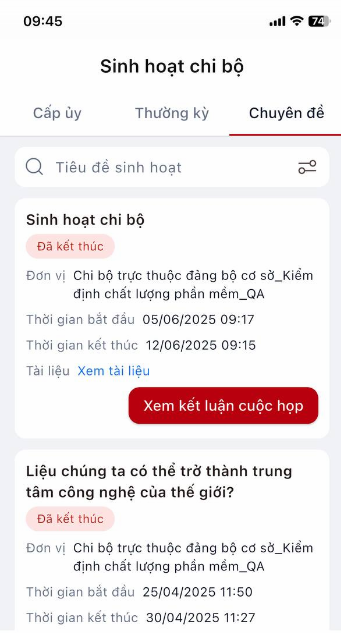 09:45
74
Sinh hoạt chi bộ
Cấp ủy
Thường kỳ
Chuyên đề
Tiêu đề sinh hoạt
Sinh hoạt chi bộ
Đã kết thúc
Đơn vị Chi bộ trực thuộc đảng bộ cơ sở_Kiểm
định chất lượng phần mềm_QA
Thời gian bắt đầu 05/06/2025 09:17
Thời gian kết thúc 12/06/2025 09:15
Tài liệu Xem tài liệu
Xem kết luận cuộc họp
Liệu chúng ta có thể trở thành trung
tâm công nghệ của thế giới?
Đã kết thúc
Đơn vị Chi bộ trực thuộc đảng bộ cơ sở_Kiểm
định chất lượng phần mềm_QA
Thời gian bắt đầu 25/04/2025 11:50
Thời gian kết thúc 30/04/2025 11:27